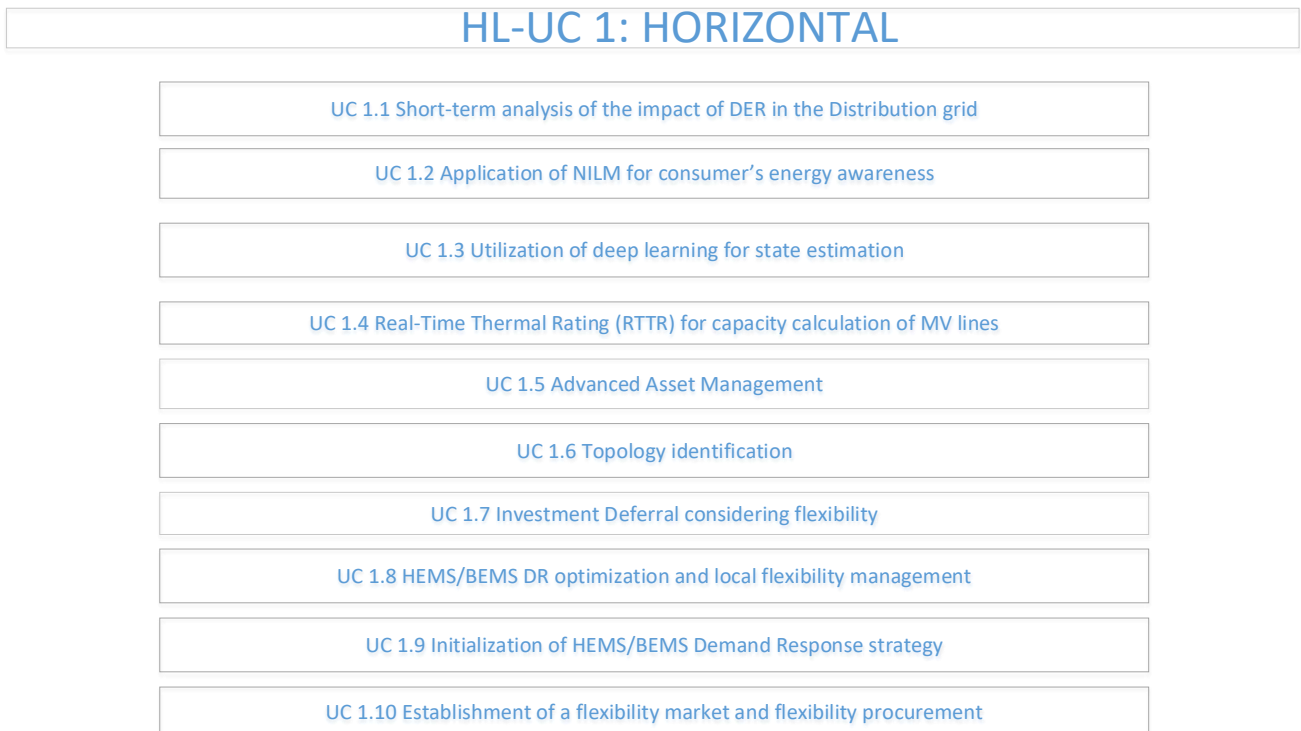 HL-UC 1: HORIZONTAL
UC 1.1 Short-term analysis of the impact of DER in the Distribution grid
UC 1.2 Application of NILM for consumer’s energy awareness
UC 1.3 Utilization of deep learning for state estimation
UC 1.4 Real-Time Thermal Rating (RTTR) for capacity calculation of MV lines
UC 1.5 Advanced Asset Management
UC 1.6 Topology identification
UC 1.7 Investment Deferral considering flexibility
UC 1.8 HEMS/BEMS DR optimization and local flexibility management
UC 1.9 Initialization of HEMS/BEMS Demand Response strategy
UC 1.10 Establishment of a flexibility market and flexibility procurement